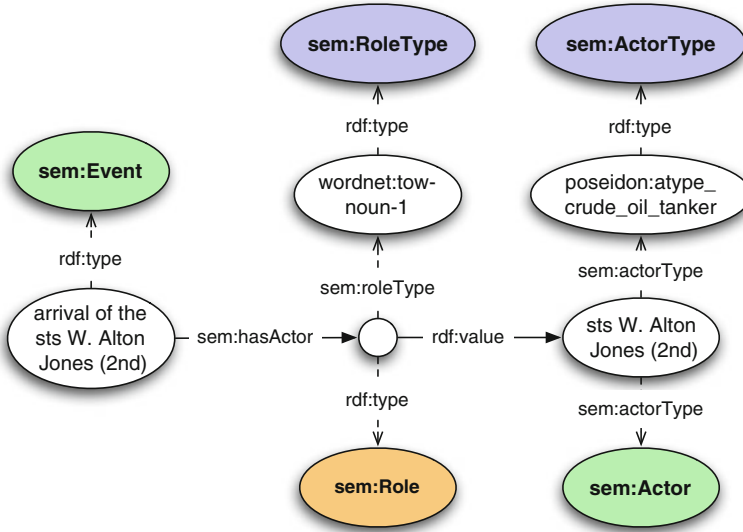 sem:RoleType
sem:ActorType
rdf:type
rdf:type
sem:Event
wordnet:tow-
noun-1
poseidon:atype_
crude_oil_tanker
rdf:type
sem:roleType
sem:actorType
arrival of the
sts W. Alton
Jones (2nd)
sem:hasActor
rdf:value
sts W. Alton
Jones (2nd)
rdf:type
sem:actorType
sem:Role
sem:Actor